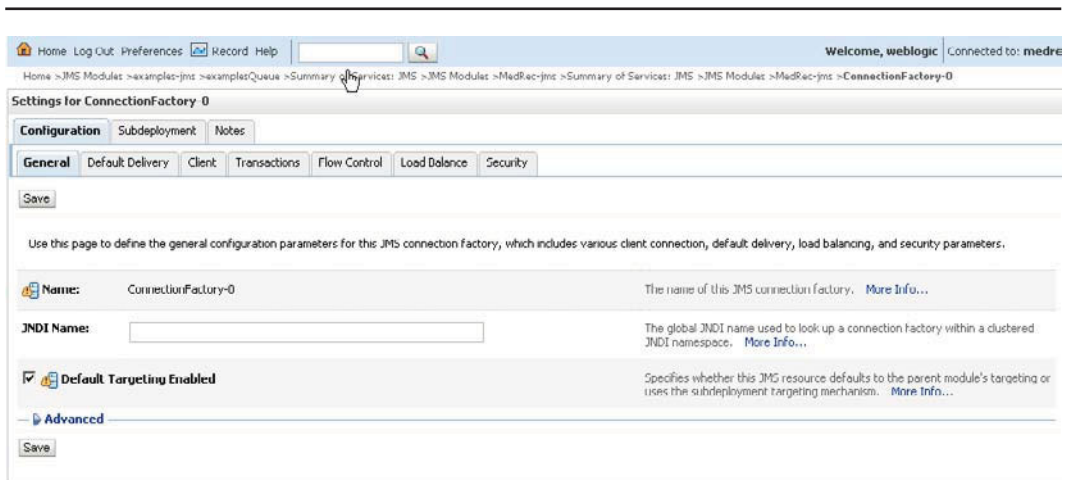 Home Log Out Preferences Record Help
Welcome, weblogic Connected to: medre
Home >JMS Modules >examples-jms >examplesQueue >Summary of Services: JMS >JMS Modules >MedRec-jms >Summary of Services: JMS >JMS Modules >MedRec-jms >ConnectionFactory-0
Settings for ConnectionFactory-0
Configuration Subdeployment Notes
General Default Delivery Client Transactions Flow Control Load Balance Security
Save
Use this page to define the general configuration parameters for this JMS connection factory, which includes various client connection, default delivery, load balancing, and security parameters.
Name: ConnectionFactory-0 The name of this JMS connection factory. More Info...
JNDI Name: The global JNDI name used to look up a connection factory within a clustered
JNDI namespace. More Info...
Default Targeting Enabled Specifies whether this JMS resource defaults to the parent module's targeting or
uses the subdeployment targeting mechanism. More Info...
Advanced
Save